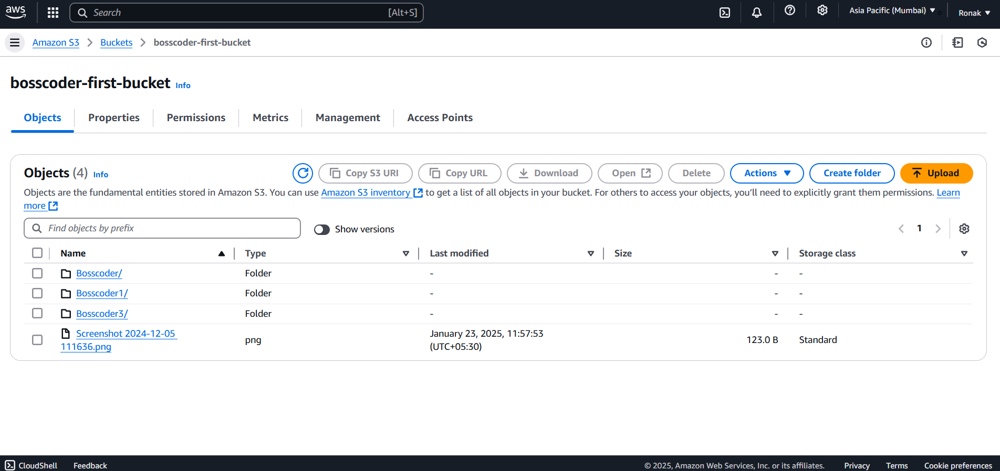 aws
Search [Alt+S]
Asia Pacific (Mumbai)
Ronak
Amazon S3
Buckets
bosscoder-first-bucket
bosscoder-first-bucket Info
Objects
Properties
Permissions
Metrics
Management
Access Points
Objects (4) Info
Copy S3 URI
Copy URL
Download
Open
Delete
Actions
Create folder
Upload
Objects are the fundamental entities stored in Amazon S3. You can use Amazon S3 inventory to get a list of all objects in your bucket. For others to access your objects, you’ll need to explicitly grant them permissions. Learn
more
Find objects by prefix
Show versions
1
Name Type Last modified Size Storage class
Bosscoder/ Folder - - -
Bosscoder1/ Folder - - -
Bosscoder3/ Folder - - -
Screenshot 2024-12-05
111636.png
png
January 23, 2025, 11:57:53
(UTC+05:30)
123.0 B
Standard
CloudShell
Feedback
© 2025, Amazon Web Services, Inc. or its affiliates.
Privacy
Terms
Cookie preferences